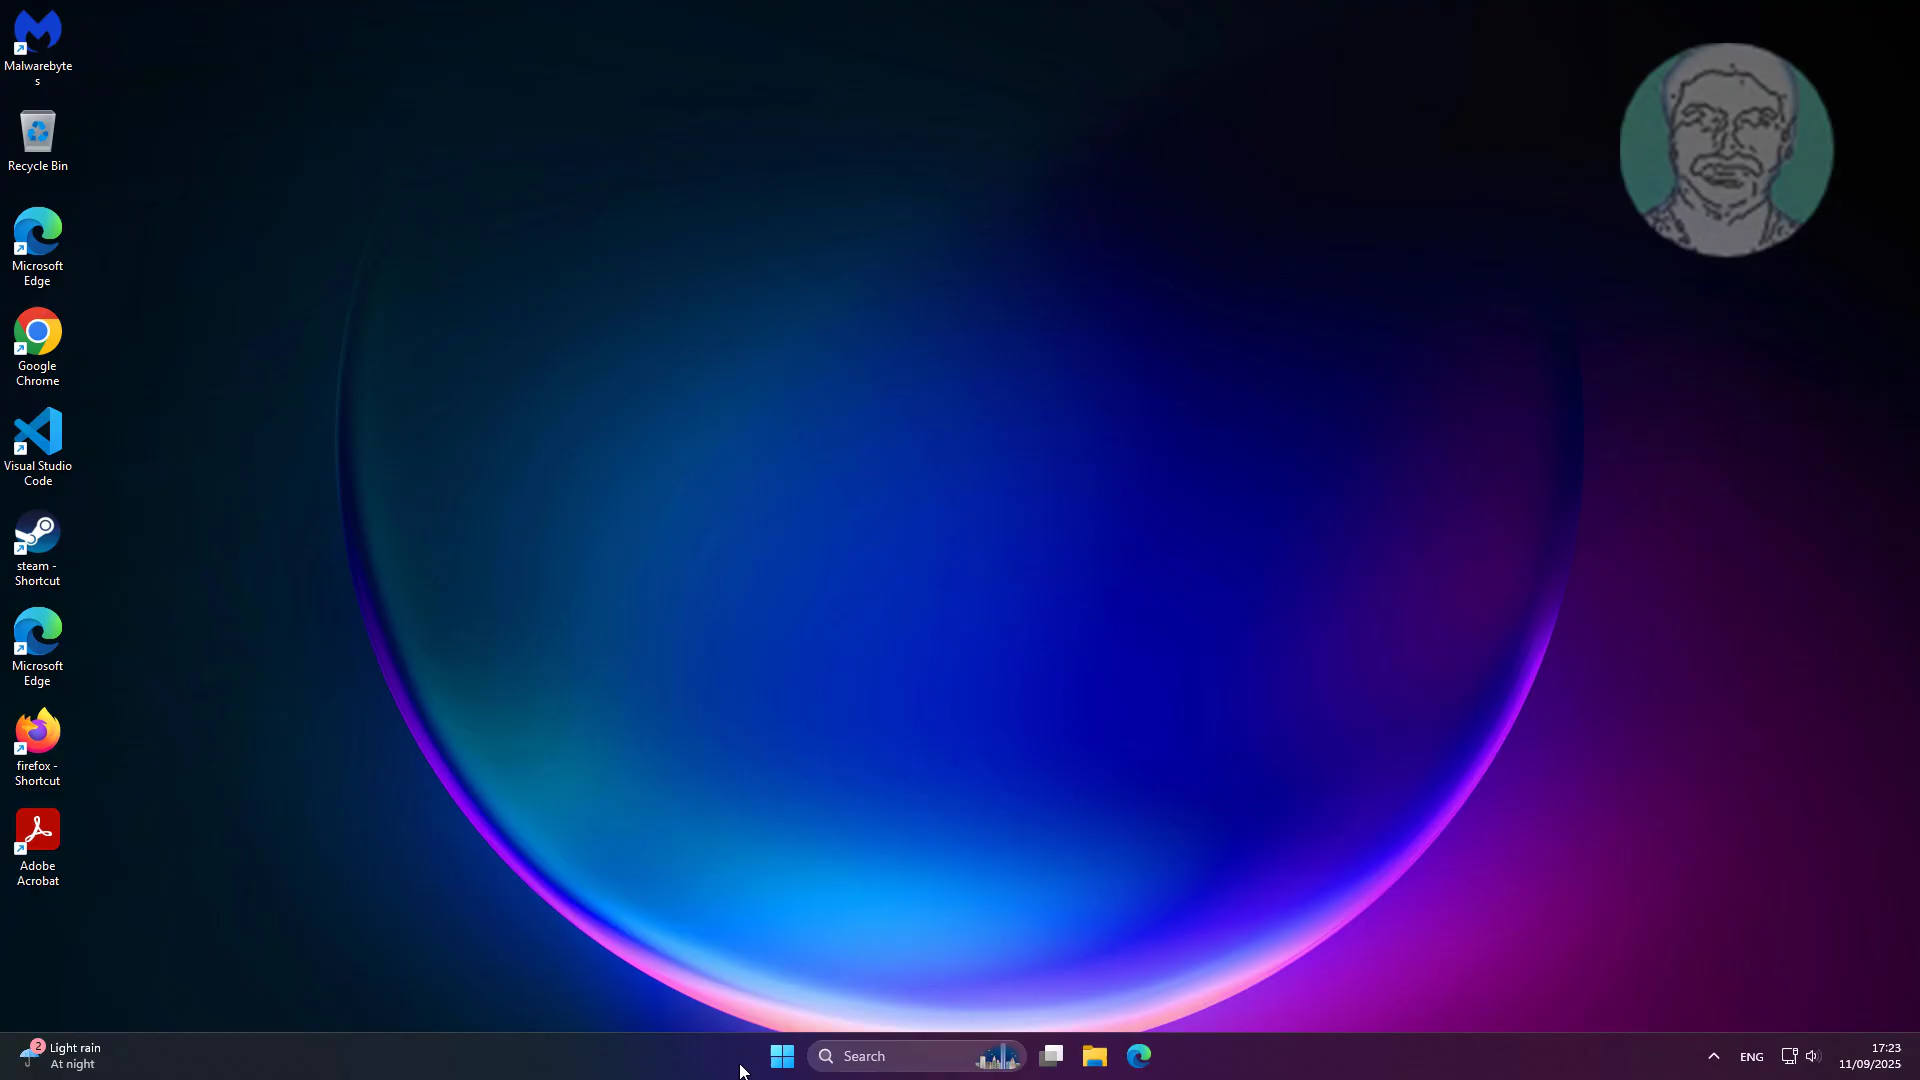 Malwarebyte
s
Recycle Bin
Microsoft
Edge
Google
Chrome
Visual Studio
Code
steam -
Shortcut
Microsoft
Edge
firefox -
Shortcut
Adobe
Acrobat
2
Light rain
At night
Search
ENG
17:23
11/09/2025